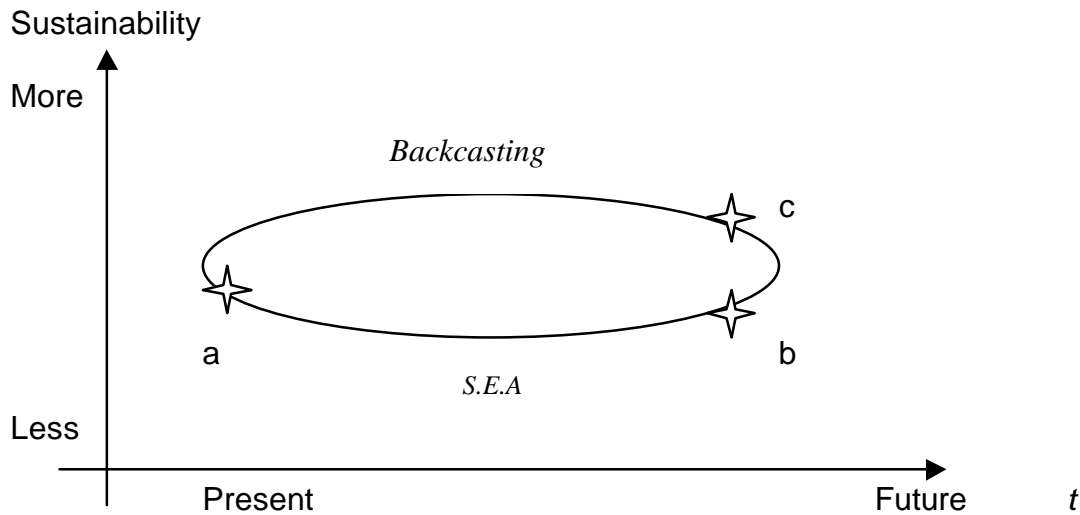 Sustainability
More
Backcasting
c
a
b
S.E.A
Less
Present Future t